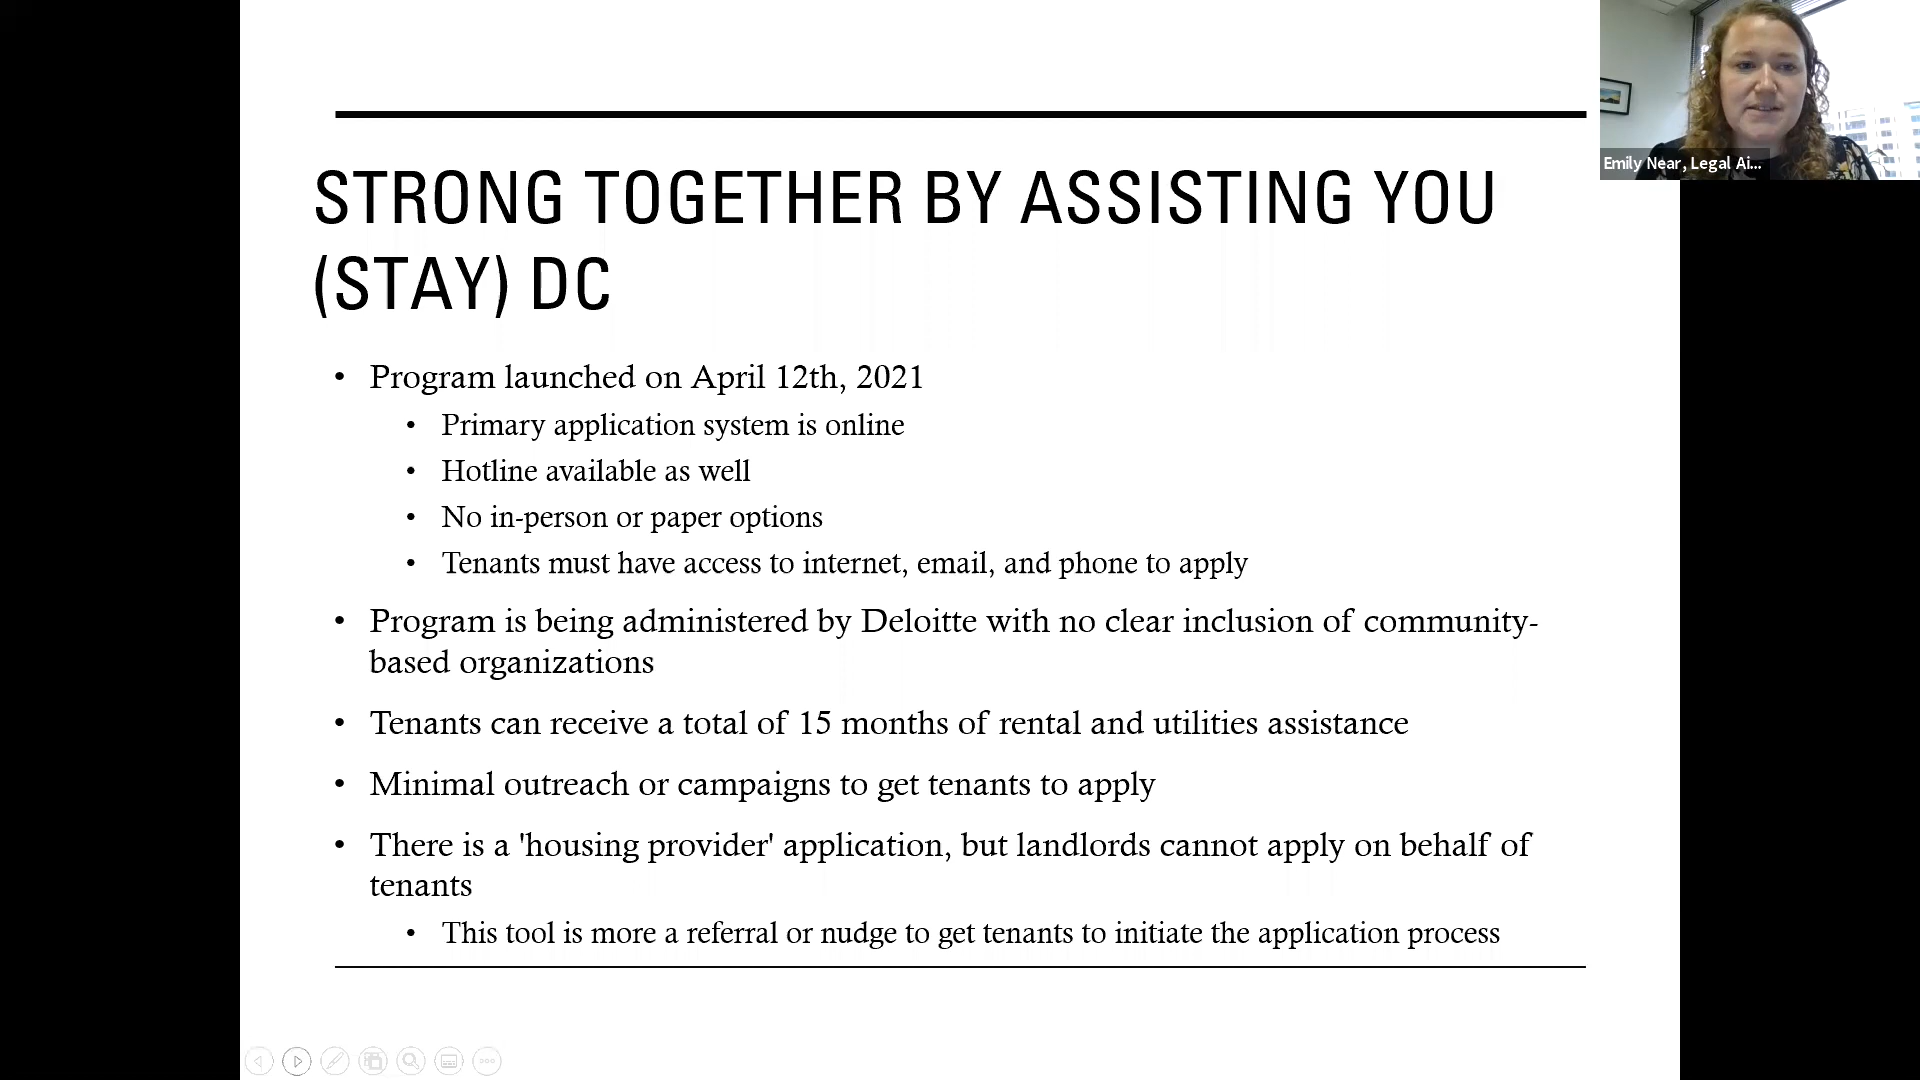 STRONG TOGETHER BY ASSISTING YOU
(STAY) DC
• Program launched on April 12th, 2021
• Primary application system is online
• Hotline available as well
• No in-person or paper options
• Tenants must have access to internet, email, and phone to apply
• Program is being administered by Deloitte with no clear inclusion of community-
based organizations
• Tenants can receive a total of 15 months of rental and utilities assistance
• Minimal outreach or campaigns to get tenants to apply
• There is a 'housing provider' application, but landlords cannot apply on behalf of
tenants
• This tool is more a referral or nudge to get tenants to initiate the application process
Emily Near, Legal Ai...